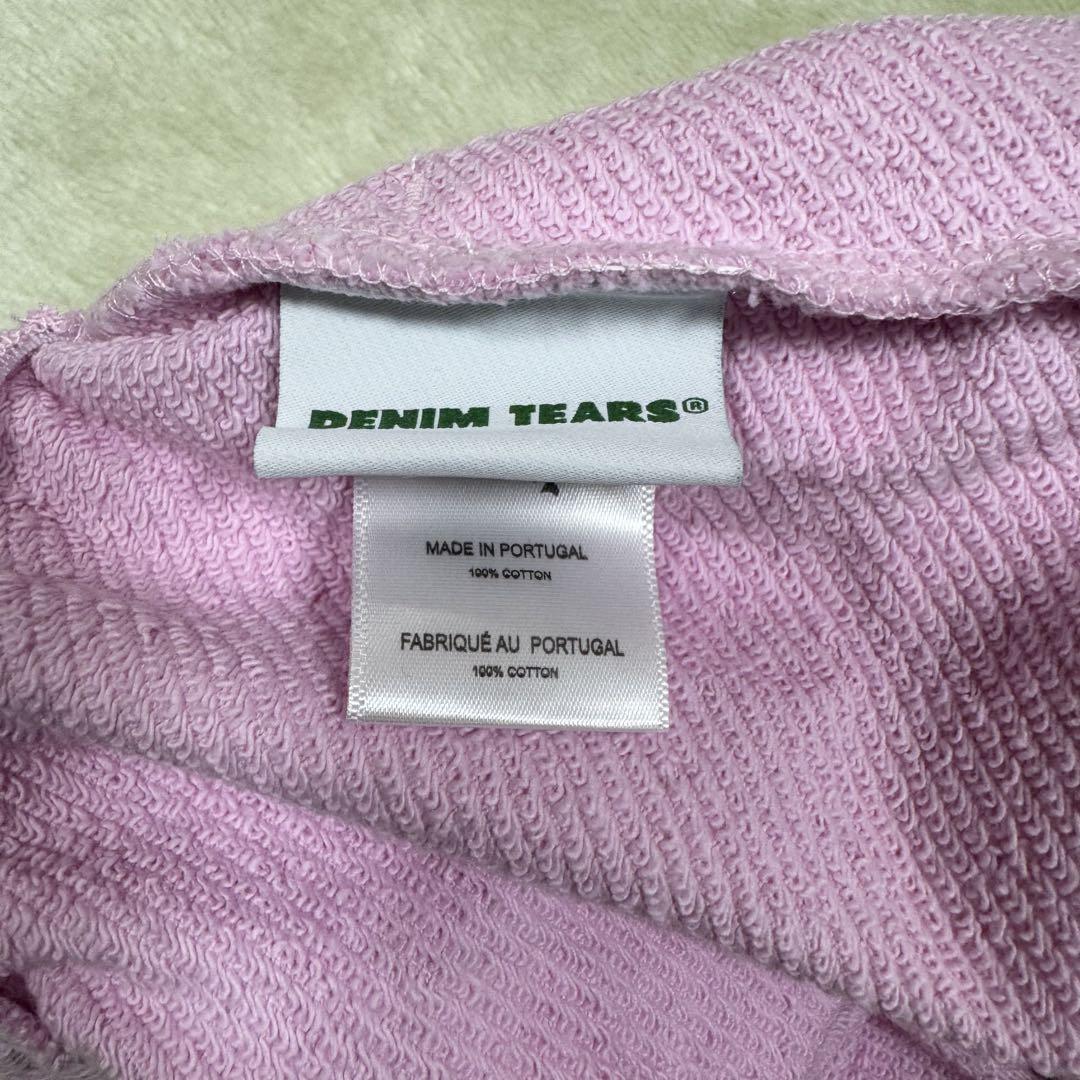 DENIM TEARS®
MADE IN PORTUGAL
100% COTTON
FABRIQUÉ AU PORTUGAL
100% COTTON